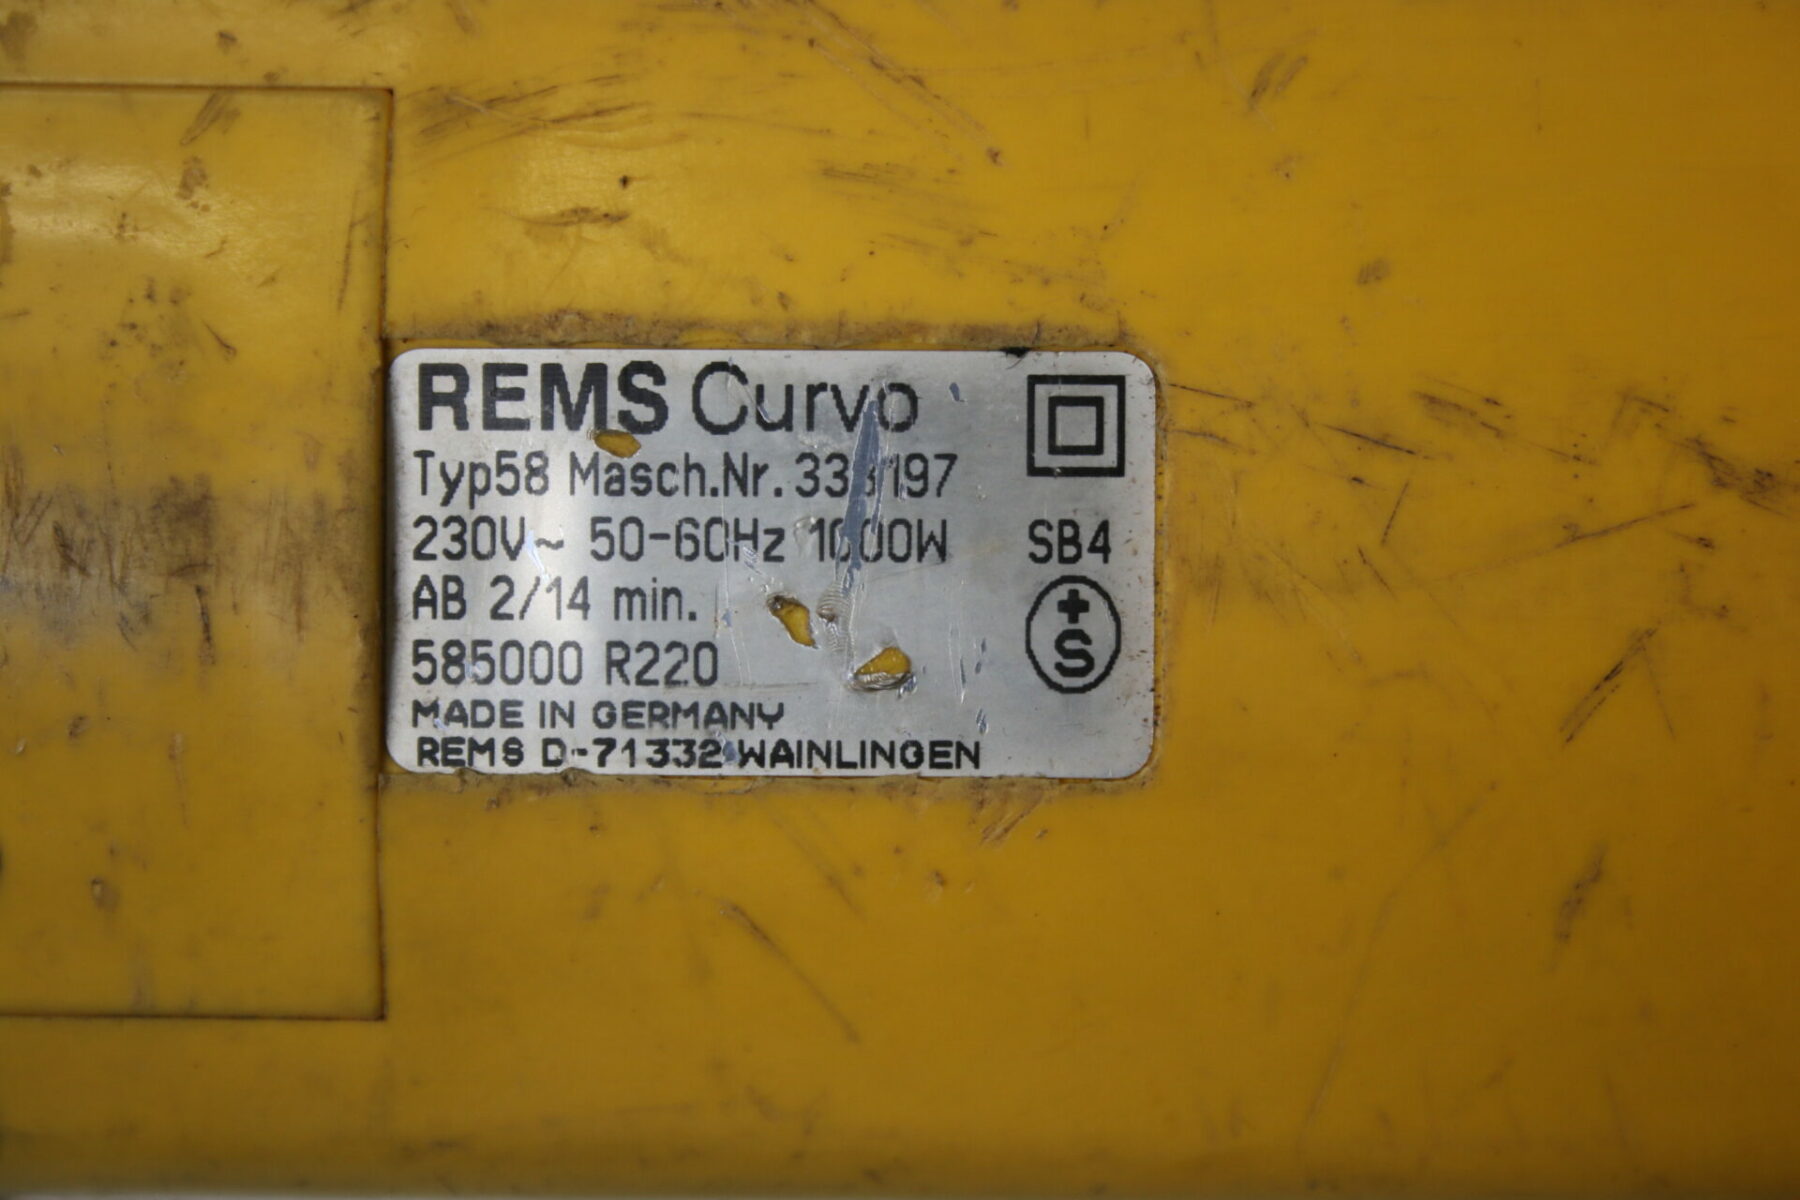 REMS Curvo
Typ58 Masch.Nr.
230V~ 50-60Hz 1000W SB4
AB 2/14 min.
585000 R220
MADE IN GERMANY
REMS D-71332 WAINLINGEN
+S